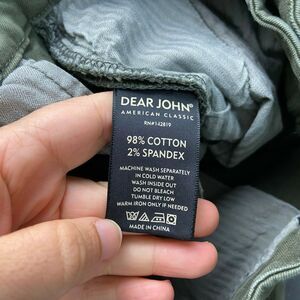 DEAR JOHN®
AMERICAN CLASSIC
RN#142819
98% COTTON
2% SPANDEX
MACHINE WASH SEPARATELY
IN COLD WATER
WASH INSIDE OUT
DO NOT BLEACH
TUMBLE DRY LOW
WARM IRON ONLY IF NEEDED
MADE IN CHINA